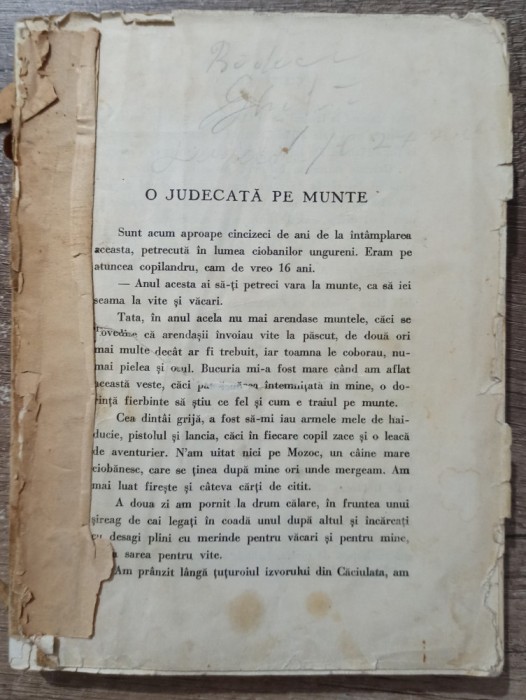 O JUDECATĂ PE MUNTE
Sunt acum aproape cincizeci de ani de la întâmplarea
aceasta, petrecută în lumea ciobanilor ungureni. Eram pe
atuncea copilandru, cam de vreo 16 ani.
— Anul acesta ai să-ți petreci vara la munte, ca să iei
seama la vite și văcari.
Tata, în anul acela nu mai arendase muntele, căci se
dovedise că arendașii învoiau vite la păscut, de două ori
mai multe decât ar fi trebuit, iar toamna le coborau, nu-
mai pielea și osul. Bucuria mi-a fost mare când am aflat
această veste, căci întemnițată în mine, o do-
rință fierbinte să știu ce fel și cum e traiul pe munte.
Cea dintâi grijă, a fost să-mi iau armele mele de hai-
ducie, pistolul și lancia, căci în fiecare copil zace și o leacă
de aventurier. N'am uitat nici pe Mozoc, un câine mare
ciobănesc, care se ținea după mine ori unde mergeam. Am
mai luat firește și câteva cărți de citit.
A doua zi am pornit la drum călare, în fruntea unui
șireag de cai legați în coadă unul după altul și încărcați
cu desagi plini cu merinde pentru văcari și pentru mine,
sarea pentru vite.
Am prânzit lângă țuțuroiul izvorului din Căciulata, am